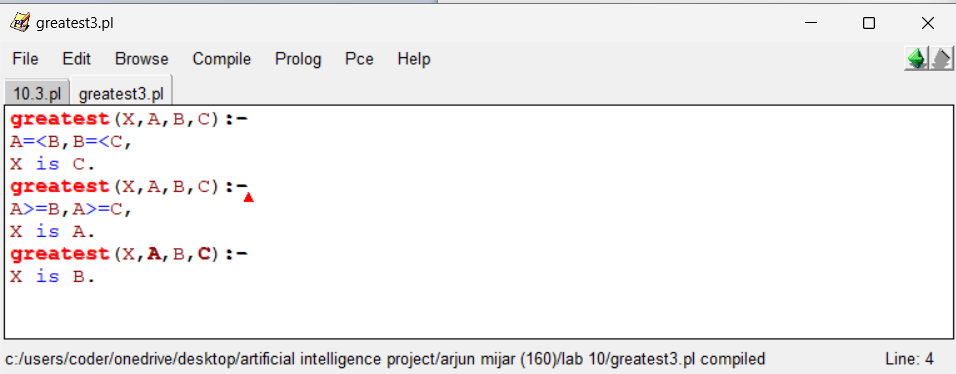 greatest3.pl
File Edit Browse Compile Prolog Pce Help
10.3.pl greatest3.pl
greatest(X,A,B,C):-
A=<B,B=<C,
X is C.
greatest(X,A,B,C):-
A>=B,A>=C,
X is A.
greatest(X,A,B,C):-
X is B.
c:/users/coder/onedrive/desktop/artificial intelligence project/arjun mijar (160)/lab 10/greatest3.pl compiled Line: 4